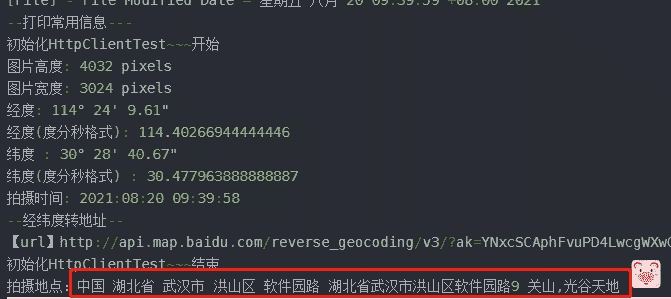 [File] - File Modified Date = 星期五 八月 20 09:39:59 +08:00 2021
--打印常用信息---
初始化HttpClientTest~~~开始
图片高度: 4032 pixels
图片宽度: 3024 pixels
经度: 114° 24' 9.61"
经度(度分秒格式): 114.40266944444446
纬度 : 30° 28' 40.67"
纬度(度分秒格式) : 30.477963888888887
拍摄时间: 2021:08:20 09:39:58
--经纬度转地址--
【url】http://api.map.baidu.com/reverse_geocoding/v3/?ak=YNxcSCAphFvuPD4LwcgWXwC
初始化HttpClientTest~~~结束
拍摄地点: 中国 湖北省 武汉市 洪山区 软件园路 湖北省武汉市洪山区软件园路9 关山,光谷天地